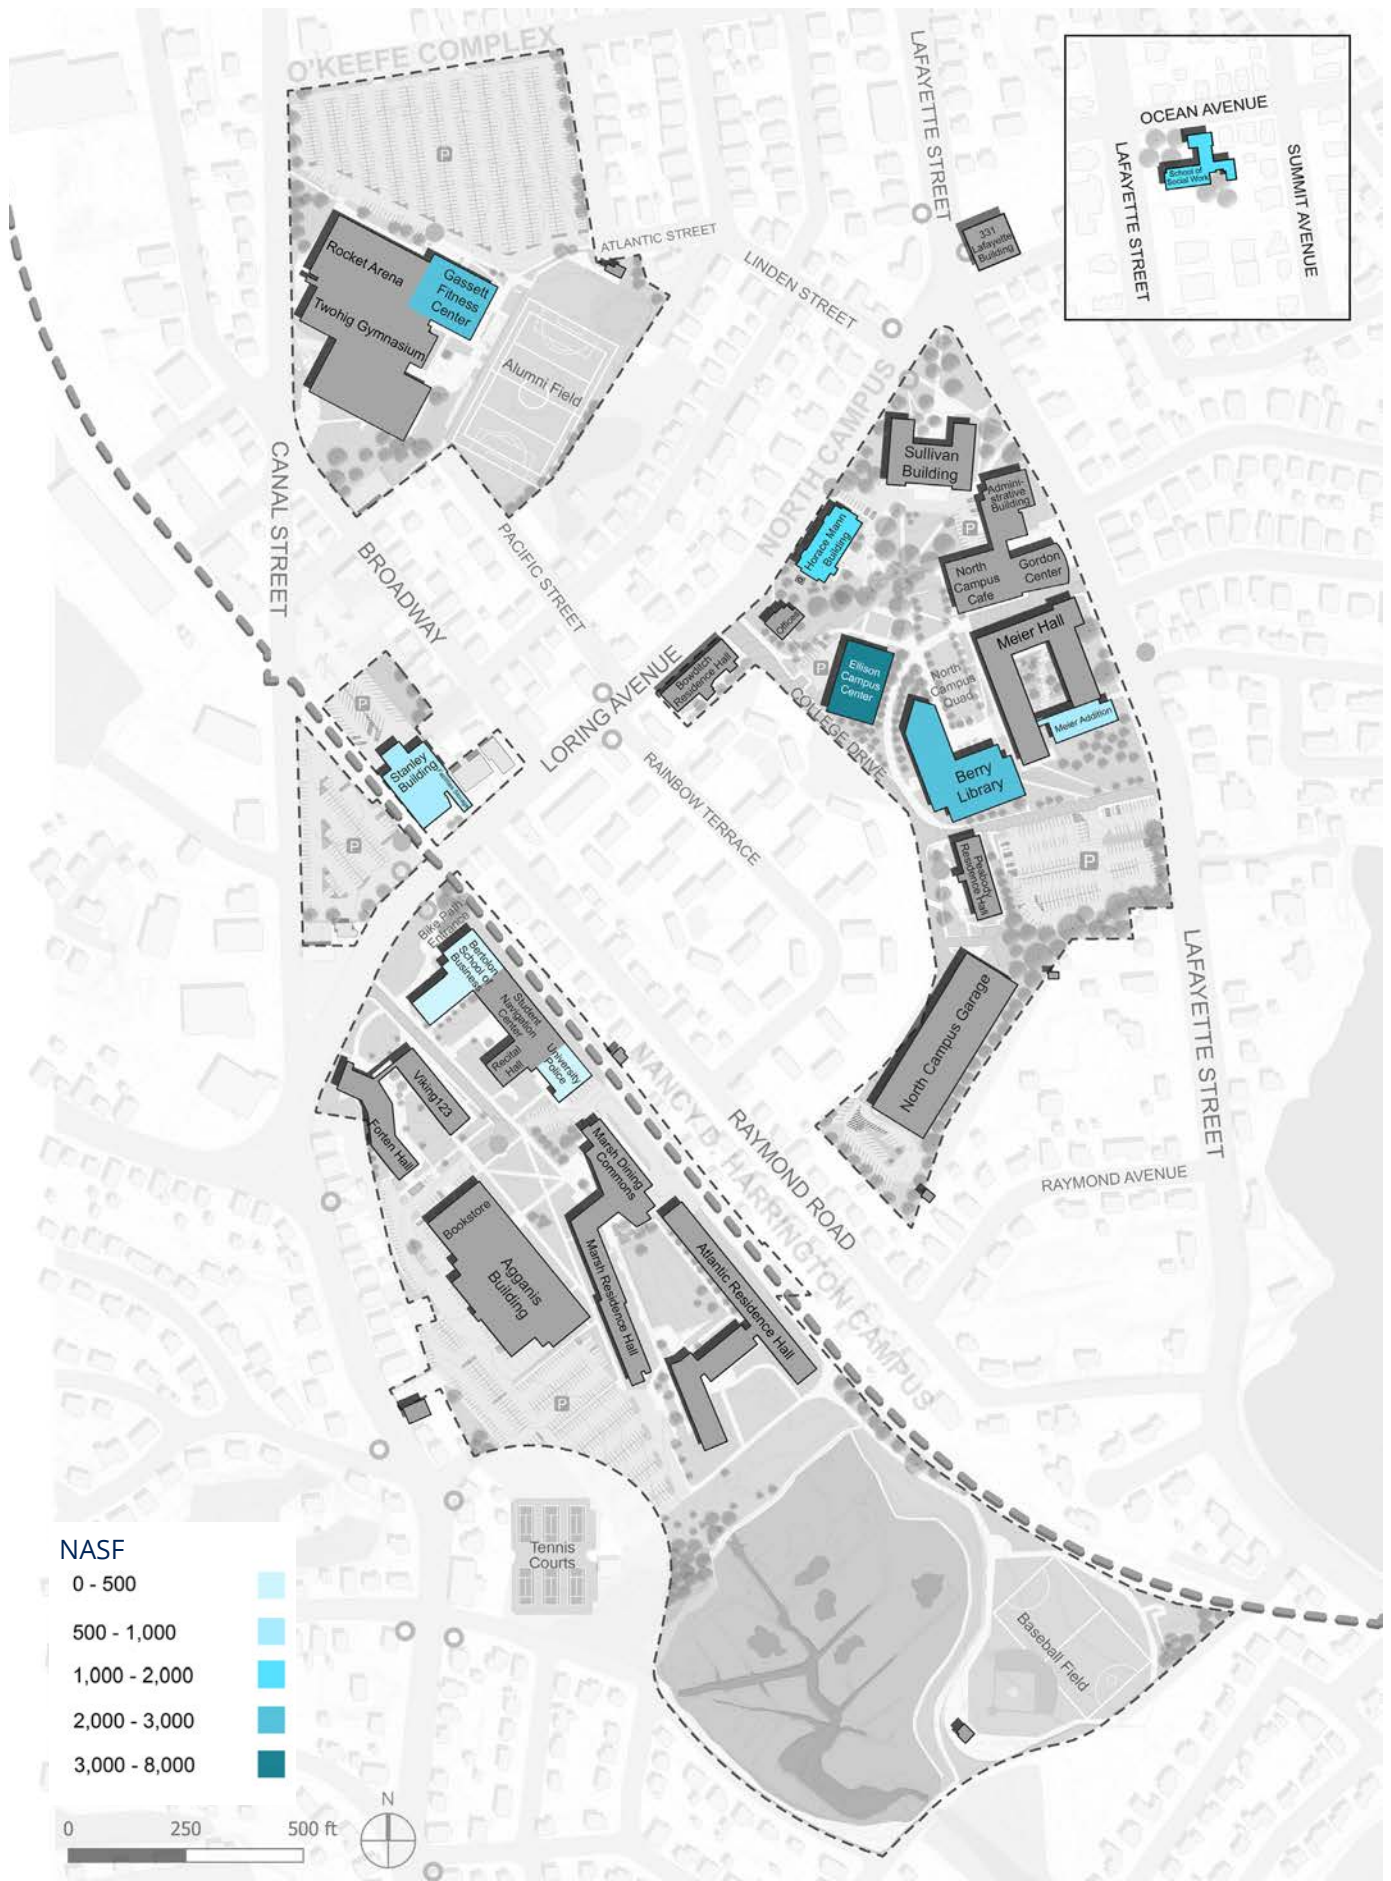 O'KEEFE COMPLEX
LAFAYETTE STREET
OCEAN AVENUE
LAFAYETTE STREET
School of
Social Work
SUMMIT AVENUE
P
ATLANTIC STREET
331
Lafayette
Building
Rocket Arena
Gassett
Fitness
Center
Twohig Gymnasium
Alumni Field
LINDEN STREET
NORTH CAMPUS
Sullivan
Building
Admini-
strative
Building
P
Horace Mann
Building
North
Campus
Cafe
Gordon
Center
CANAL STREET
BROADWAY
PACIFIC STREET
Offices
Meier Hall
Bowditch
Residence Hall
P
Ellison
Campus
Center
North
Campus
Quad
Meier Addition
LORING AVENUE
COLLEGE DRIVE
P
Stanley
Building
RAINBOW TERRACE
Berry
Library
P
P
Peabody
Residence Hall
Bike Path
Entrance
Bertolon
School of
Business
Student
Navigation
Center
Recital
Hall
University
Police
North Campus Garage
LAFAYETTE STREET
NANCY D. HARRINGTON CAMPUS
RAYMOND ROAD
RAYMOND AVENUE
Viking123
Forten Hall
Marsh Dining
Commons
Bookstore
Agganis
Building
Marsh Residence Hall
Atlantic Residence Hall
P
Tennis
Courts
Baseball Field
NASF
0 - 500
500 - 1,000
1,000 - 2,000
2,000 - 3,000
3,000 - 8,000
N
0 250 500 ft